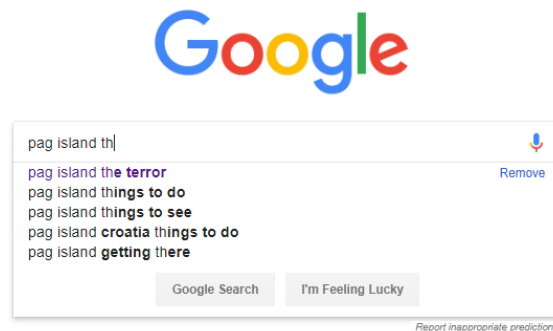 Google
pag island th
pag island the terror Remove
pag island things to do
pag island things to see
pag island croatia things to do
pag island getting there
Google Search I'm Feeling Lucky
Report inappropriate prediction